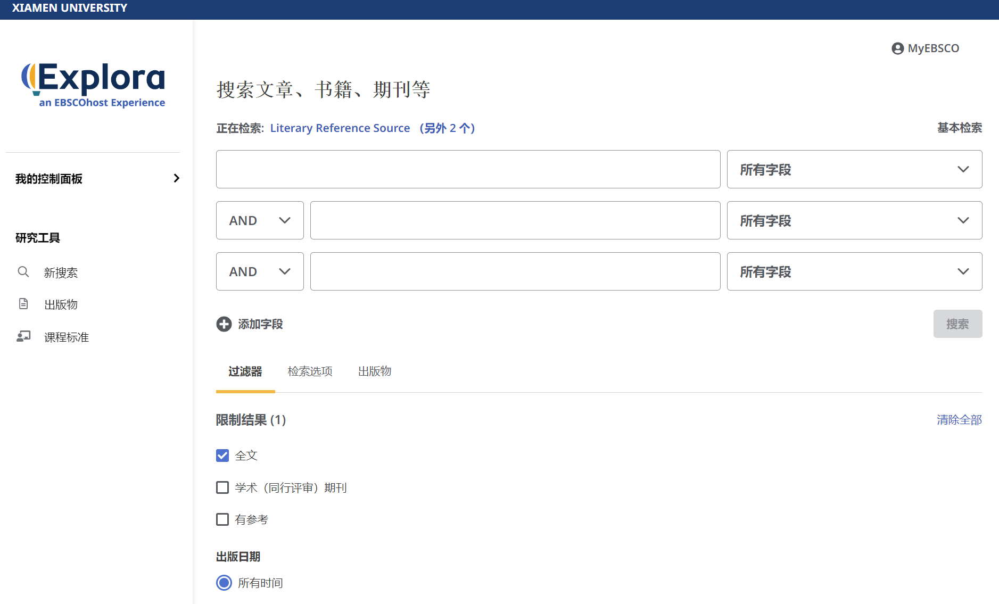 XIAMEN UNIVERSITY
Explora
an EBSCOhost Experience
我的控制面板
研究工具
新搜索
出版物
课程标准
MyEBSCO
搜索文章、书籍、期刊等
正在检索: Literary Reference Source （另外 2 个）
基本检索
所有字段
AND
所有字段
AND
所有字段
添加字段
搜索
过滤器 检索选项 出版物
限制结果 (1)
清除全部
全文
学术（同行评审）期刊
有参考
出版日期
所有时间